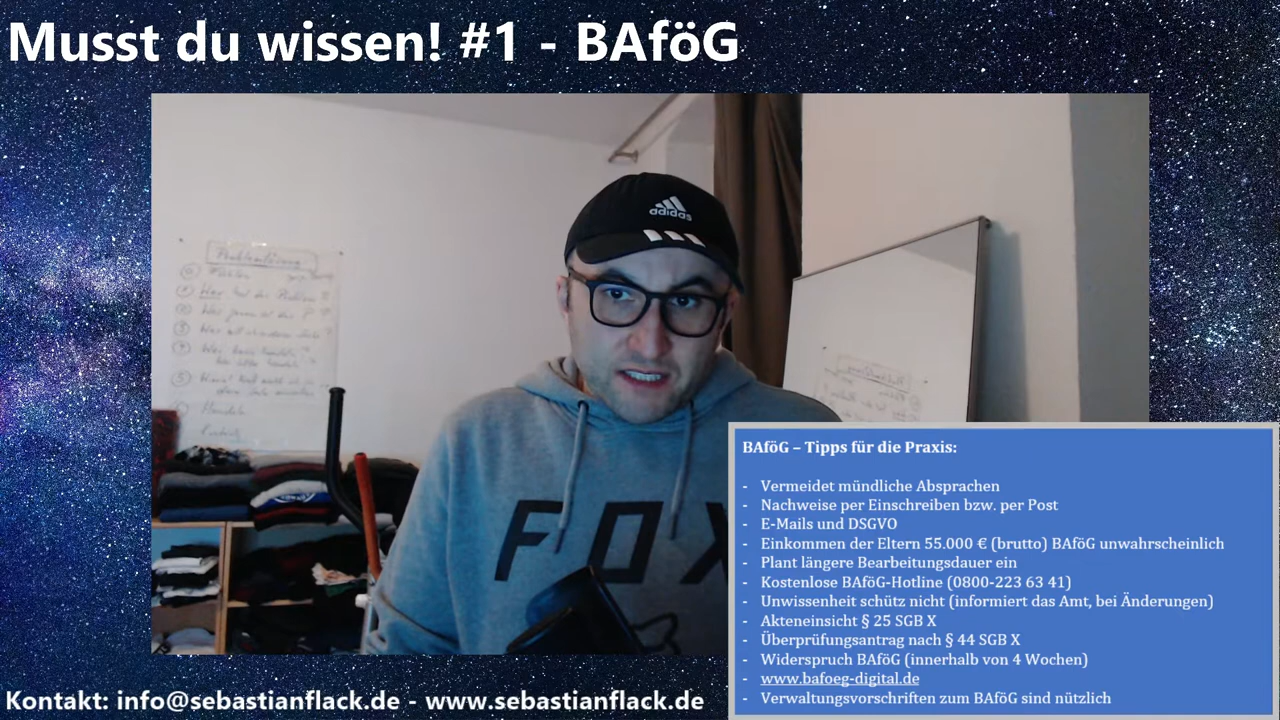 Musst du wissen! #1 - BAföG
adidas
Problemlösung
FOX
BAföG – Tipps für die Praxis:
- Vermeidet mündliche Absprachen
- Nachweise per Einschreiben bzw. per Post
- E-Mails und DSGVO
- Einkommen der Eltern 55.000 € (brutto) BAföG unwahrscheinlich
- Plant längere Bearbeitungsdauer ein
- Kostenlose BAföG-Hotline (0800-223 63 41)
- Unwissenheit schütz nicht (informiert das Amt, bei Änderungen)
- Akteneinsicht § 25 SGB X
- Überprüfungsantrag nach § 44 SGB X
- Widerspruch BAföG (innerhalb von 4 Wochen)
- www.bafoeg-digital.de
- Verwaltungsvorschriften zum BAföG sind nützlich
Kontakt: info@sebastianflack.de - www.sebastianflack.de